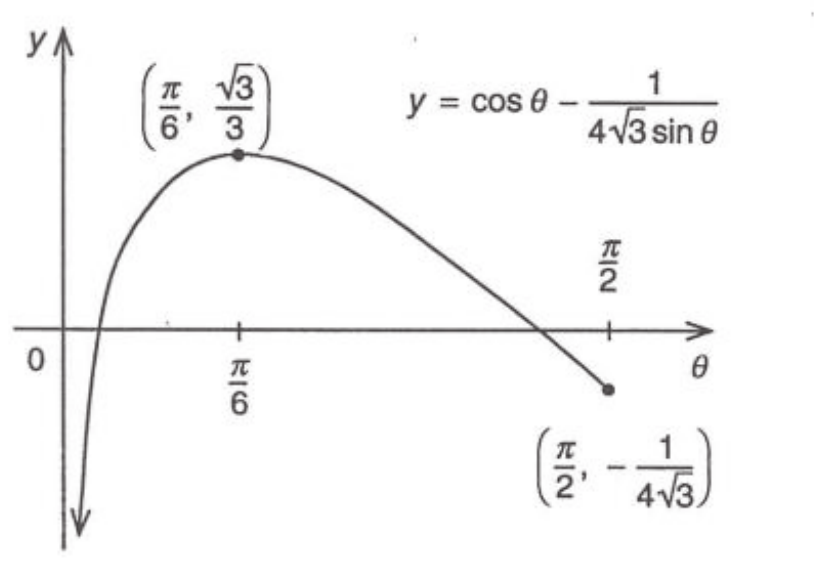 y
(π/6, √3/3)
y = cos θ − 1/(4√3 sin θ)
π/2
0
π/6
θ
(π/2, − 1/(4√3))